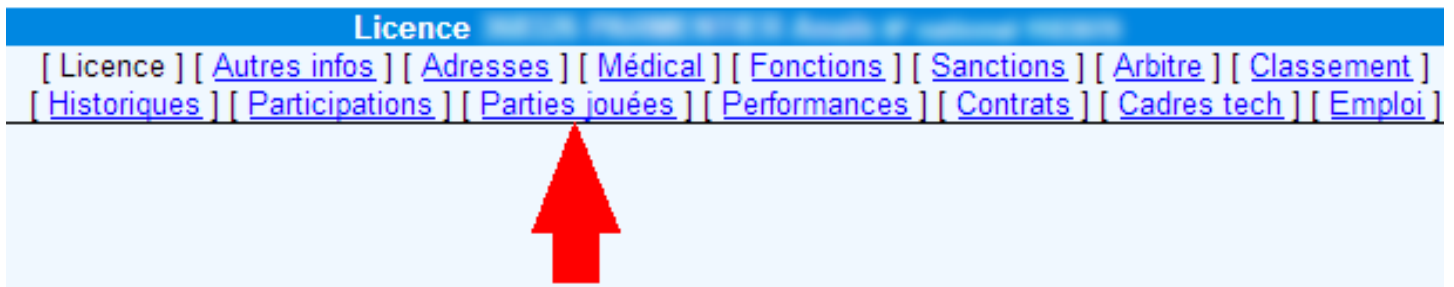 Licence
[ Licence ] [ Autres infos ] [ Adresses ] [ Médical ] [ Fonctions ] [ Sanctions ] [ Arbitre ] [ Classement ]
[ Historiques ] [ Participations ] [ Parties jouées ] [ Performances ] [ Contrats ] [ Cadres tech ] [ Emploi ]